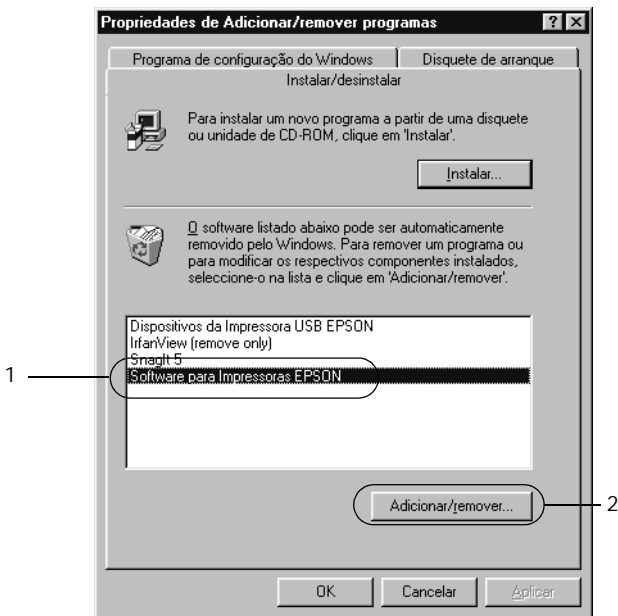 Propriedades de Adicionar/remover programas
Programa de configuração do Windows
Disquete de arranque
Instalar/desinstalar
Para instalar um novo programa a partir de uma disquete
ou unidade de CD-ROM, clique em 'Instalar'.
Instalar...
O software listado abaixo pode ser automaticamente
removido pelo Windows. Para remover um programa ou
para modificar os respectivos componentes instalados,
seleccione-o na lista e clique em 'Adicionar/remover'.
Dispositivos da Impressora USB EPSON
IrfanView (remove only)
SnagIt 5
1
Software para Impressoras EPSON
Adicionar/remover...
2
OK
Cancelar
Aplicar